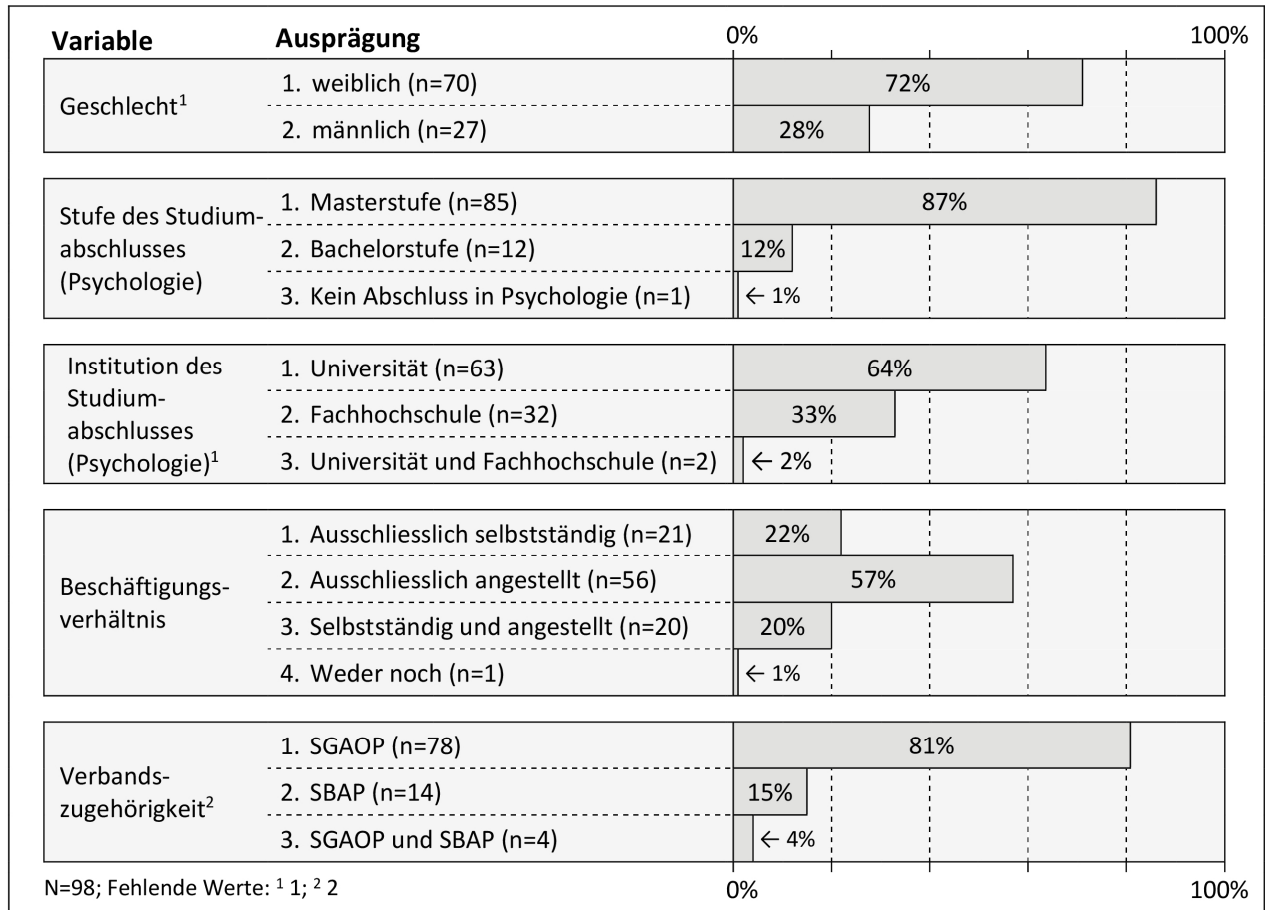 Variable Ausprägung 0% 100%
Geschlecht¹
1. weiblich (n=70) 72%
2. männlich (n=27) 28%
Stufe des Studium-
abschlusses
(Psychologie)
1. Masterstufe (n=85) 87%
2. Bachelorstufe (n=12) 12%
3. Kein Abschluss in Psychologie (n=1) ← 1%
Institution des
Studium-
abschlusses
(Psychologie)¹
1. Universität (n=63) 64%
2. Fachhochschule (n=32) 33%
3. Universität und Fachhochschule (n=2) ← 2%
Beschäftigungs-
verhältnis
1. Ausschliesslich selbstständig (n=21) 22%
2. Ausschliesslich angestellt (n=56) 57%
3. Selbstständig und angestellt (n=20) 20%
4. Weder noch (n=1) ← 1%
Verbands-
zugehörigkeit²
1. SGAOP (n=78) 81%
2. SBAP (n=14) 15%
3. SGAOP und SBAP (n=4) ← 4%
N=98; Fehlende Werte: ¹ 1; ² 2 0% 100%